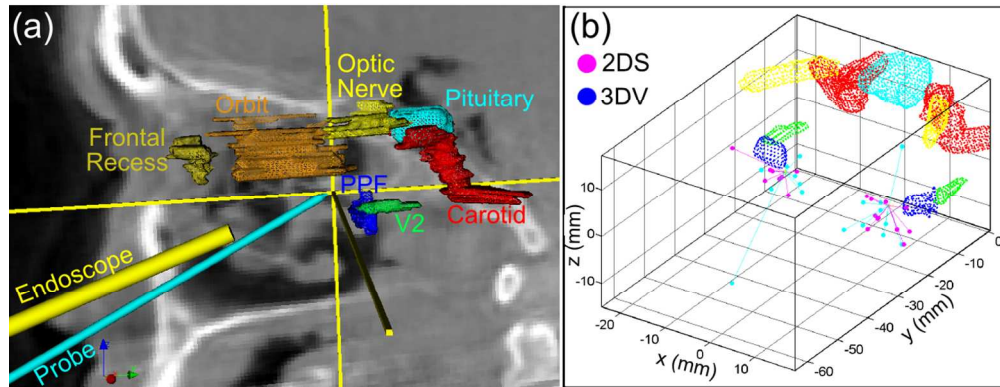 (a)
Optic
Nerve
Orbit
Pituitary
Frontal
Recess
PPF
V2
Carotid
Endoscope
Probe
(b)
2DS
3DV
z (mm)
10
0
-10
-20
-10
0
10
x (mm)
-60
-50
-40
-30
-20
-10
0
y (mm)